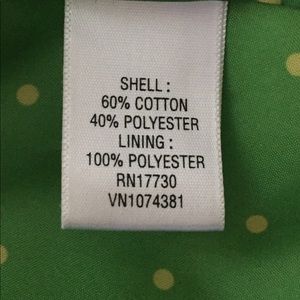 SHELL :
60% COTTON
40% POLYESTER
LINING :
100% POLYESTER
RN17730
VN1074381